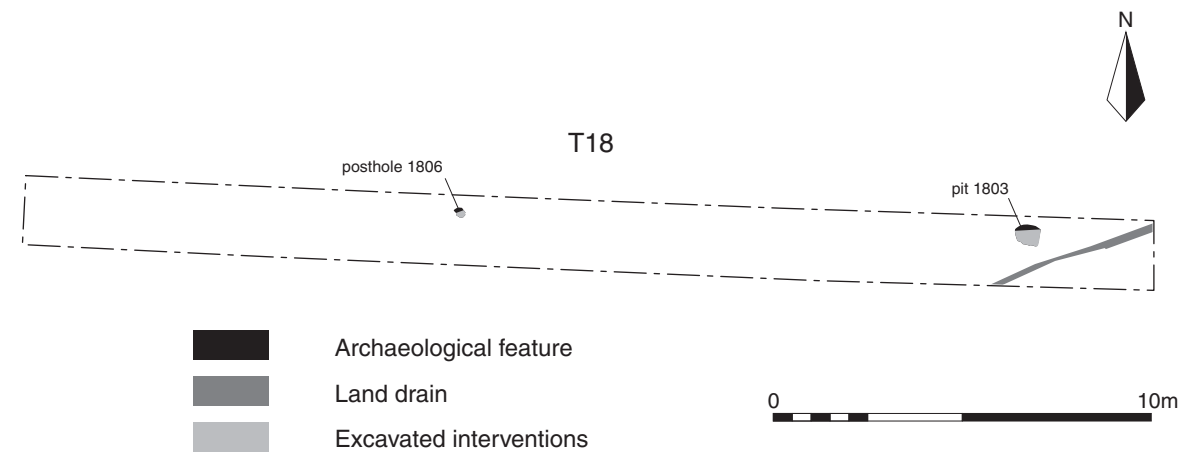 N
T18
posthole 1806
pit 1803
Archaeological feature
Land drain
Excavated interventions
0 10m